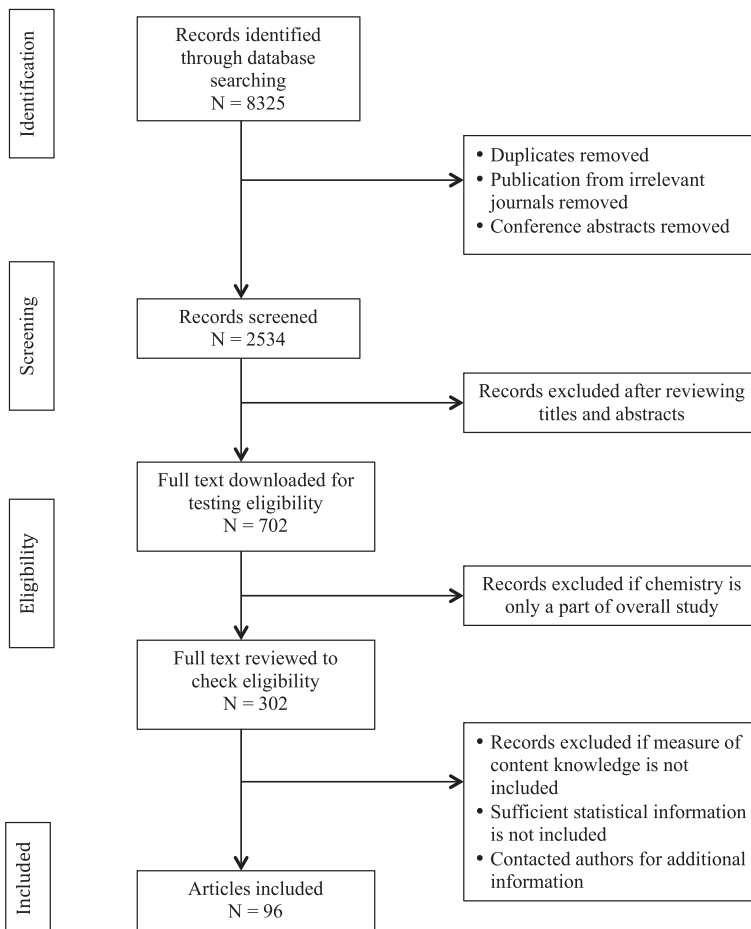 Identification
Records identified
through database
searching
N = 8325
• Duplicates removed
• Publication from irrelevant
journals removed
• Conference abstracts removed
Screening
Records screened
N = 2534
Records excluded after reviewing
titles and abstracts
Eligibility
Full text downloaded for
testing eligibility
N = 702
Records excluded if chemistry is
only a part of overall study
Full text reviewed to
check eligibility
N = 302
• Records excluded if measure of
content knowledge is not
included
• Sufficient statistical information
is not included
• Contacted authors for additional
information
Included
Articles included
N = 96